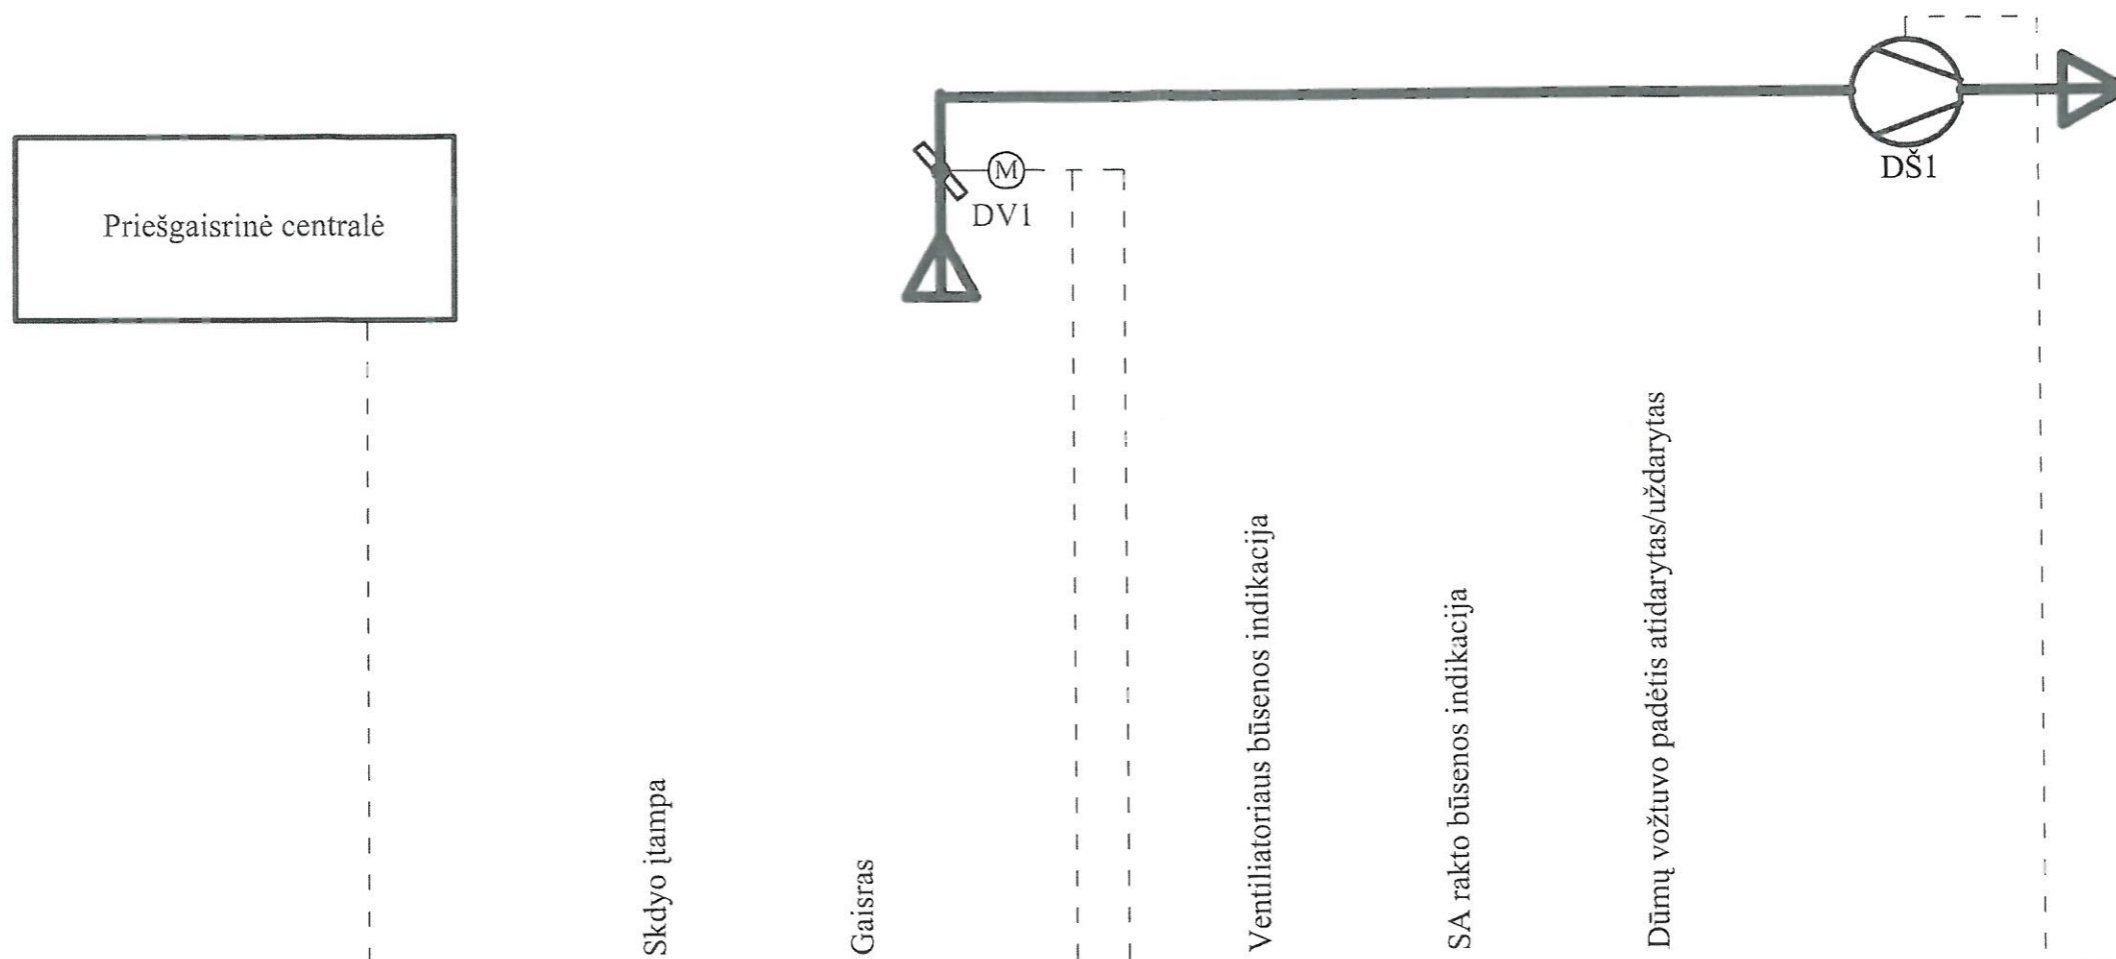 DŠ1
M
DV1
Priešgaisrinė centralė
Skdyo įtampa
Gaisras
Ventiliatoriaus būsenos indikacija
SA rakto būsenos indikacija
Dūmų vožtuvo padėtis atidarytas/uždarytas